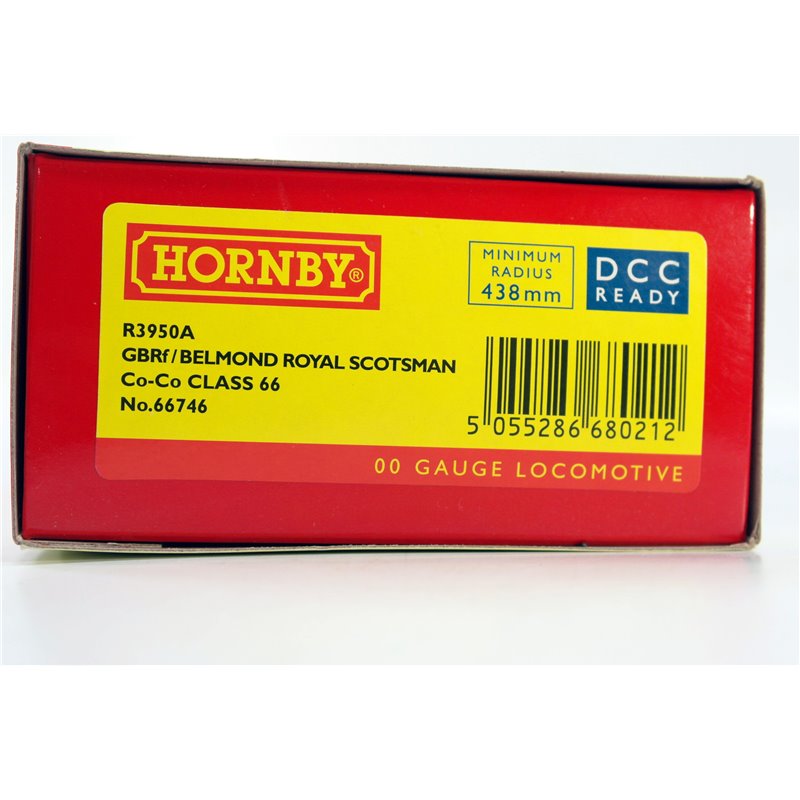 HORNBY®
MINIMUM
RADIUS
438mm
DCC
READY
R3950A
GBRf/BELMOND ROYAL SCOTSMAN
Co-Co CLASS 66
No.66746
5 055286 680212
00 GAUGE LOCOMOTIVE